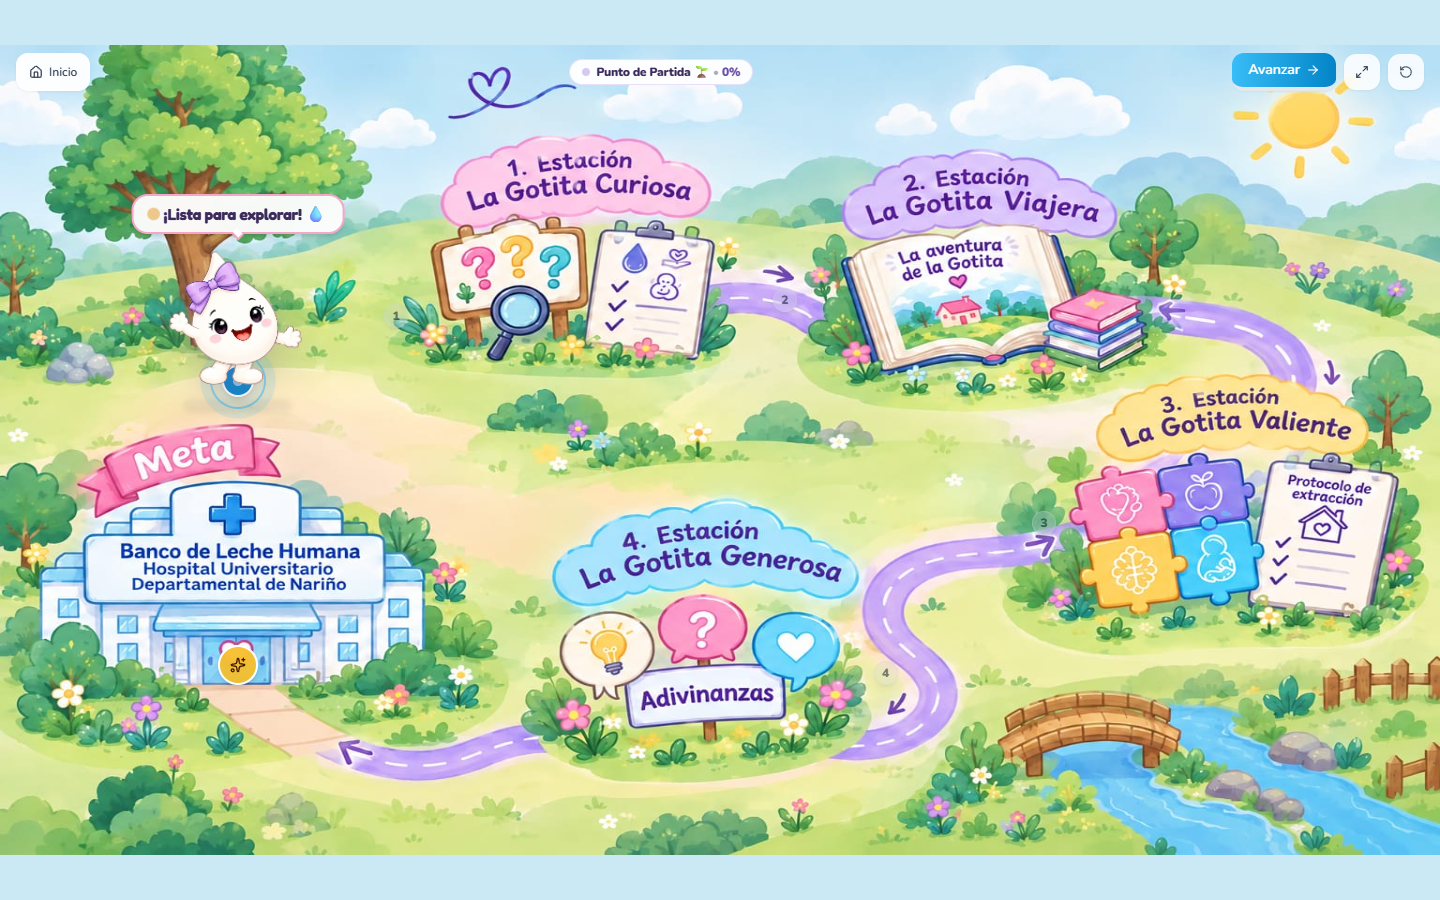 Inicio
Punto de Partida 🌱 • 0%
Avanzar →
1. Estación
La Gotita Curiosa
2. Estación
La Gotita Viajera
¡Lista para explorar! 💧
? ? ?
La aventura
de la Gotita
1
2
3. Estación
La Gotita Valiente
Meta
Protocolo de
extracción
3
Banco de Leche Humana
Hospital Universitario
Departamental de Nariño
4. Estación
La Gotita Generosa
?
Adivinanzas
4